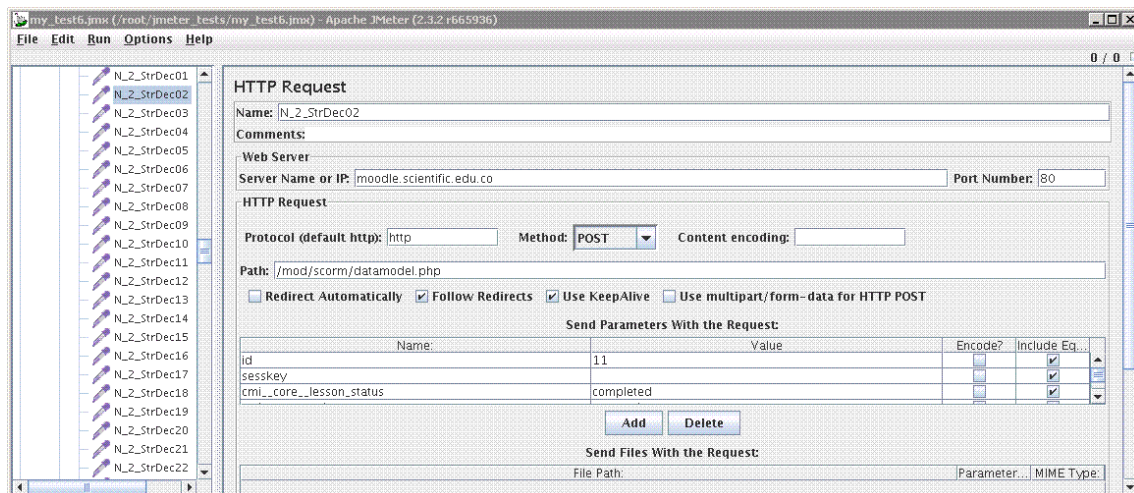 my_test6.jmx (/root/jmeter_tests/my_test6.jmx) - Apache JMeter (2.3.2 r665936)
File Edit Run Options Help
0 / 0
N_2_StrDec01
N_2_StrDec02
N_2_StrDec03
N_2_StrDec04
N_2_StrDec05
N_2_StrDec06
N_2_StrDec07
N_2_StrDec08
N_2_StrDec09
N_2_StrDec10
N_2_StrDec11
N_2_StrDec12
N_2_StrDec13
N_2_StrDec14
N_2_StrDec15
N_2_StrDec16
N_2_StrDec17
N_2_StrDec18
N_2_StrDec19
N_2_StrDec20
N_2_StrDec21
N_2_StrDec22
HTTP Request
Name: N_2_StrDec02
Comments:
Web Server
Server Name or IP: moodle.scientific.edu.co Port Number: 80
HTTP Request
Protocol (default http): http Method: POST Content encoding:
Path: /mod/scorm/datamodel.php
Redirect Automatically Follow Redirects Use KeepAlive Use multipart/form-data for HTTP POST
Send Parameters With the Request:
Name: Value Encode? Include Eq...
id 11
sesskey
cmi__core__lesson_status completed
Add Delete
Send Files With the Request:
File Path: Parameter... MIME Type: